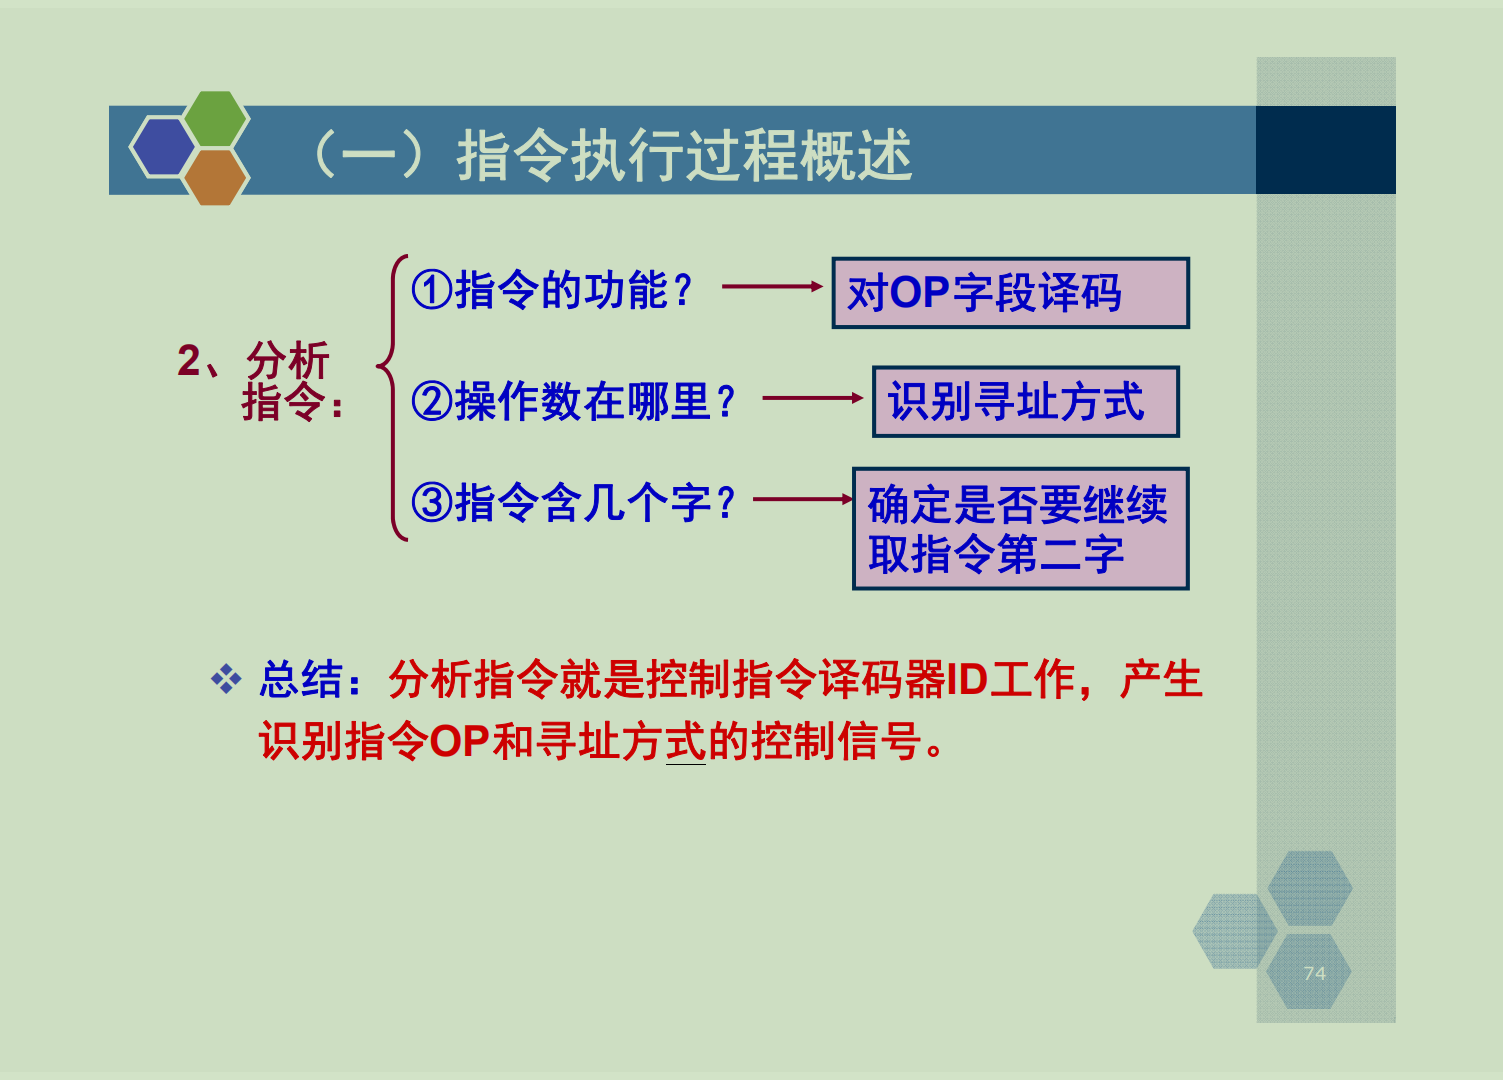 （一）指令执行过程概述
①指令的功能？ 对OP字段译码
2、分析
指令：
②操作数在哪里？ 识别寻址方式
③指令含几个字？ 确定是否要继续
取指令第二字
总结：分析指令就是控制指令译码器ID工作，产生
识别指令OP和寻址方式的控制信号。
74